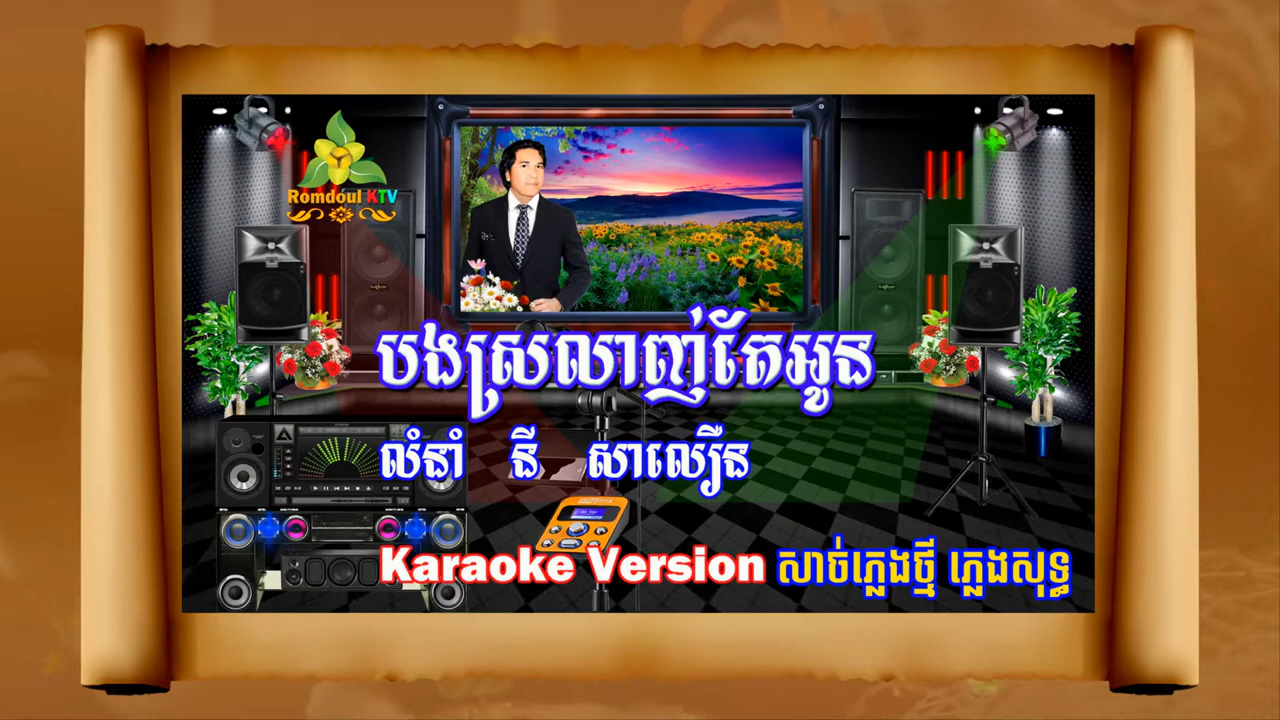 Romdoul KTV
បងស្រលាញ់តែអូន
លំនាំ នី សាលឿន
Karaoke Version សាច់ភ្លេងថ្មី ភ្លេងសុទ្ធ